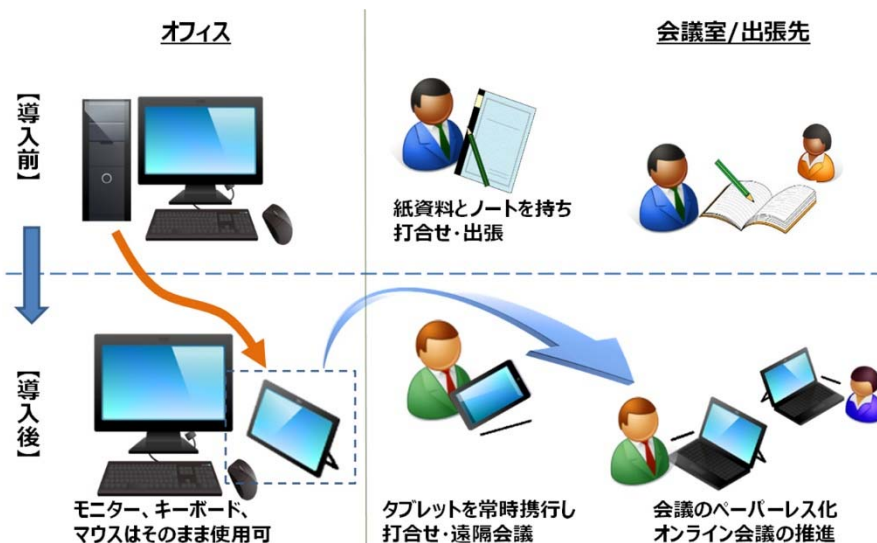 オフィス
会議室/出張先
【導入前】
紙資料とノートを持ち
打合せ・出張
【導入後】
モニター、キーボード、
マウスはそのまま使用可
タブレットを常時携行し
打合せ・遠隔会議
会議のペーパーレス化
オンライン会議の推進